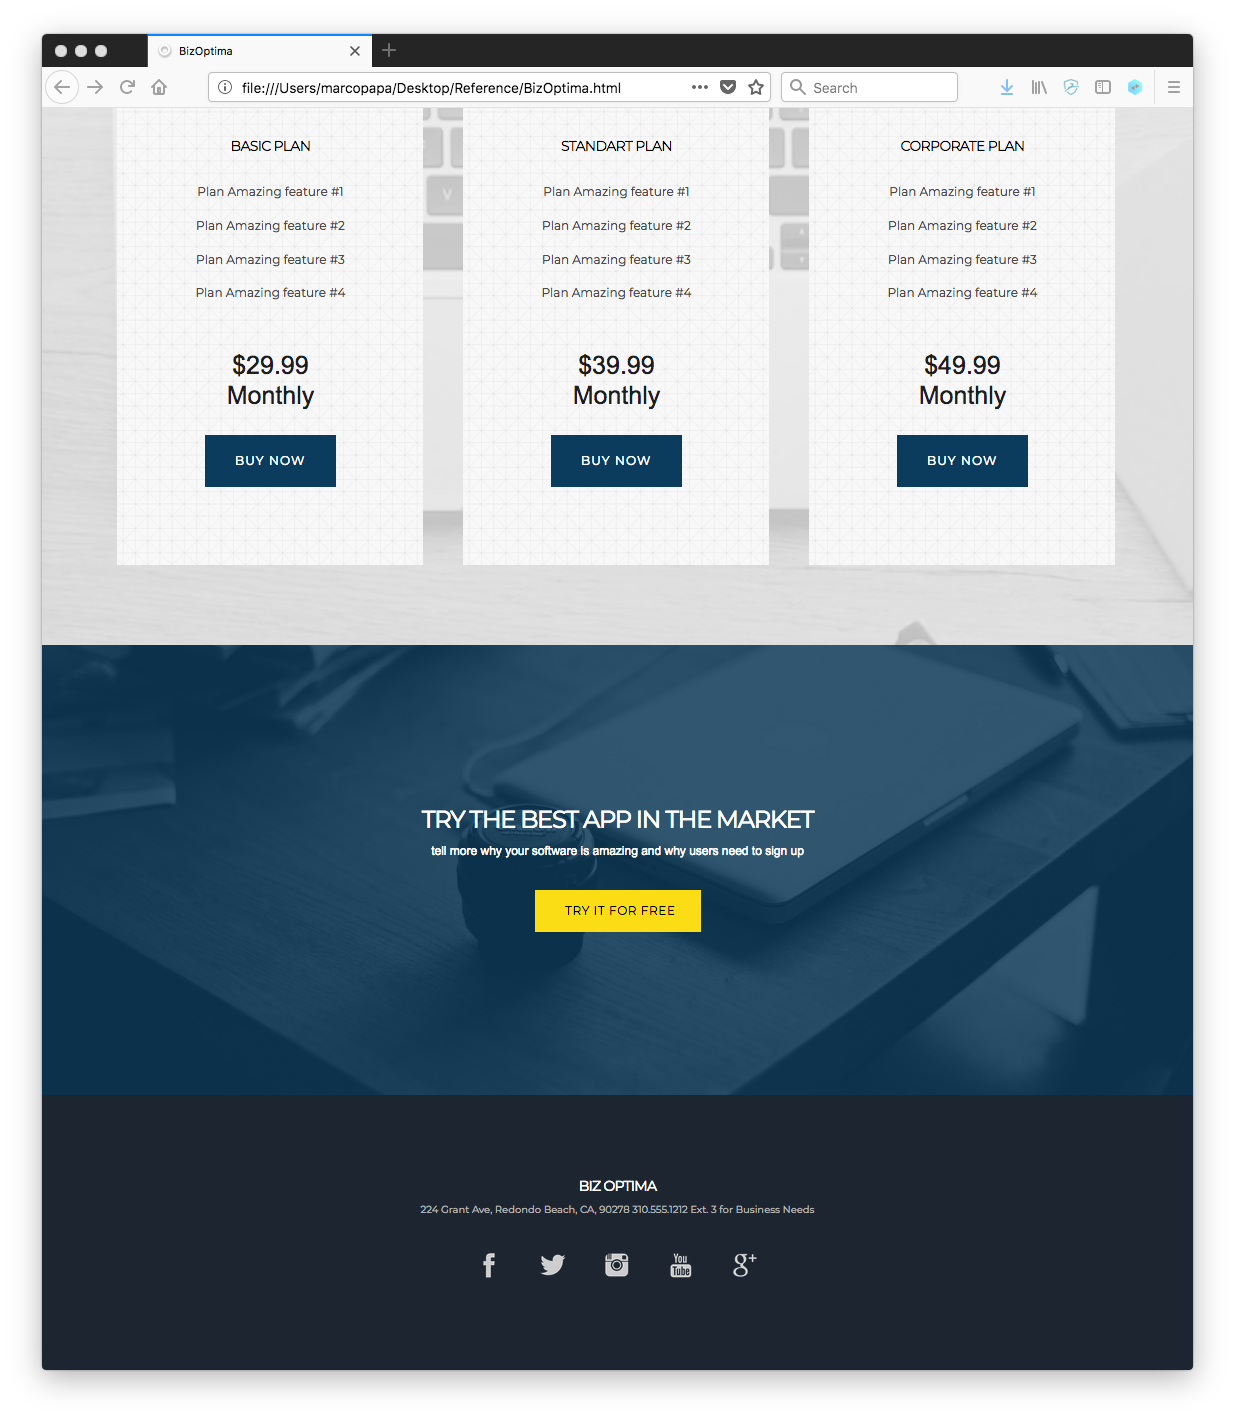 BizOptima
file:///Users/marcopapa/Desktop/Reference/BizOptima.html
Search
BASIC PLAN
Plan Amazing feature #1
Plan Amazing feature #2
Plan Amazing feature #3
Plan Amazing feature #4
$29.99
Monthly
BUY NOW
STANDART PLAN
Plan Amazing feature #1
Plan Amazing feature #2
Plan Amazing feature #3
Plan Amazing feature #4
$39.99
Monthly
BUY NOW
CORPORATE PLAN
Plan Amazing feature #1
Plan Amazing feature #2
Plan Amazing feature #3
Plan Amazing feature #4
$49.99
Monthly
BUY NOW
V
TRY THE BEST APP IN THE MARKET
tell more why your software is amazing and why users need to sign up
TRY IT FOR FREE
BIZ OPTIMA
224 Grant Ave, Redondo Beach, CA, 90278 310.555.1212 Ext. 3 for Business Needs
You
Tube